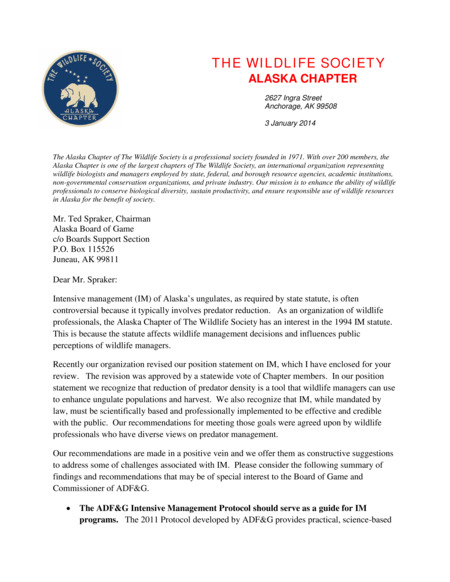 THE WILDLIFE SOCIETY
ALASKA
CHAPTER
THE WILDLIFE SOCIETY
ALASKA CHAPTER
2627 Ingra Street
Anchorage, AK 99508
3 January 2014
The Alaska Chapter of The Wildlife Society is a professional society founded in 1971. With over 200 members, the
Alaska Chapter is one of the largest chapters of The Wildlife Society, an international organization representing
wildlife biologists and managers employed by state, federal, and borough resource agencies, academic institutions,
non-governmental conservation organizations, and private industry. Our mission is to enhance the ability of wildlife
professionals to conserve biological diversity, sustain productivity, and ensure responsible use of wildlife resources
in Alaska for the benefit of society.
Mr. Ted Spraker, Chairman
Alaska Board of Game
c/o Boards Support Section
P.O. Box 115526
Juneau, AK 99811
Dear Mr. Spraker:
Intensive management (IM) of Alaska's ungulates, as required by state statute, is often
controversial because it typically involves predator reduction. As an organization of wildlife
professionals, the Alaska Chapter of The Wildlife Society has an interest in the 1994 IM statute.
This is because the statute affects wildlife management decisions and influences public
perceptions of wildlife managers.
Recently our organization revised our position statement on IM, which I have enclosed for your
review. The revision was approved by a statewide vote of Chapter members. In our position
statement we recognize that reduction of predator density is a tool that wildlife managers can use
to enhance ungulate populations and harvest. We also recognize that IM, while mandated by
law, must be scientifically based and professionally implemented to be effective and credible
with the public. Our recommendations for meeting those goals were agreed upon by wildlife
professionals who have diverse views on predator management.
Our recommendations are made in a positive vein and we offer them as constructive suggestions
to address some of challenges associated with IM. Please consider the following summary of
findings and recommendations that may be of special interest to the Board of Game and
Commissioner of ADF&G.
• The ADF&G Intensive Management Protocol should serve as a guide for IM
programs. The 2011 Protocol developed by ADF&G provides practical, science-based